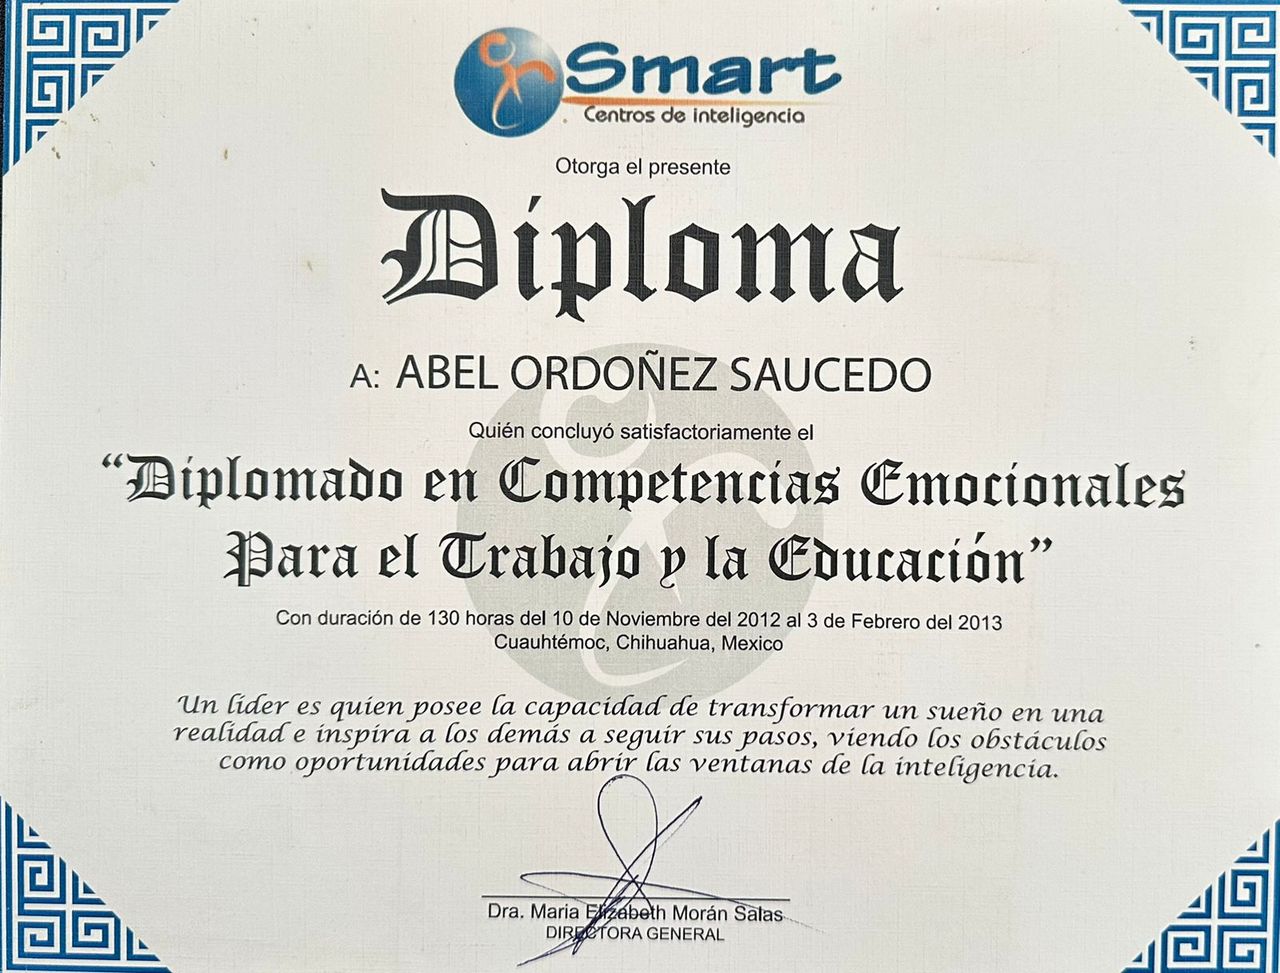 Smart
Centros de inteligencia
Otorga el presente
Diploma
A: ABEL ORDOÑEZ SAUCEDO
Quién concluyó satisfactoriamente el
“Diplomado en Competencias Emocionales
Para el Trabajo y la Educación”
Con duración de 130 horas del 10 de Noviembre del 2012 al 3 de Febrero del 2013
Cuauhtémoc, Chihuahua, Mexico
Un líder es quien posee la capacidad de transformar un sueño en una
realidad e inspira a los demás a seguir sus pasos, viendo los obstáculos
como oportunidades para abrir las ventanas de la inteligencia.
Dra. Maria Elizabeth Morán Salas
DIRECTORA GENERAL